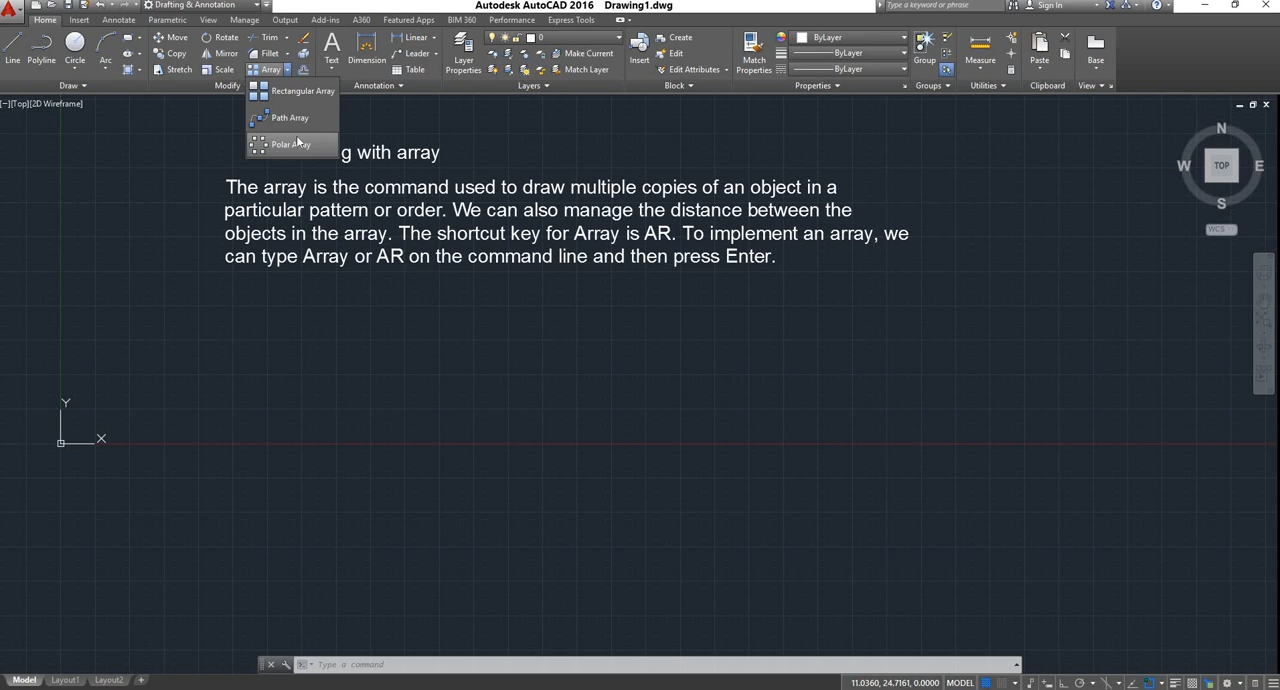 Drafting & Annotation
Autodesk AutoCAD 2016 Drawing1.dwg
Type a keyword or phrase
Sign In
Home Insert Annotate Parametric View Manage Output Add-ins A360 Featured Apps BIM 360 Performance Express Tools
Move Rotate Trim Linear 0 Create ByLayer
Copy Mirror Fillet Leader Make Current Edit ByLayer
Line Polyline Circle Arc Text Dimension Layer Properties Insert Match Properties Group Measure Paste Base
Stretch Scale Array Table Match Layer Edit Attributes ByLayer
Draw Modify Annotation Layers Block Properties Groups Utilities Clipboard View
Rectangular Array
Path Array
Polar Array
[−][Top][2D Wireframe]
g with array
The array is the command used to draw multiple copies of an object in a
particular pattern or order. We can also manage the distance between the
objects in the array. The shortcut key for Array is AR. To implement an array, we
can type Array or AR on the command line and then press Enter.
N
W TOP E
S
WCS
Y
X
Type a command
Model Layout1 Layout2 +
11.0360, 24.7161, 0.0000 MODEL